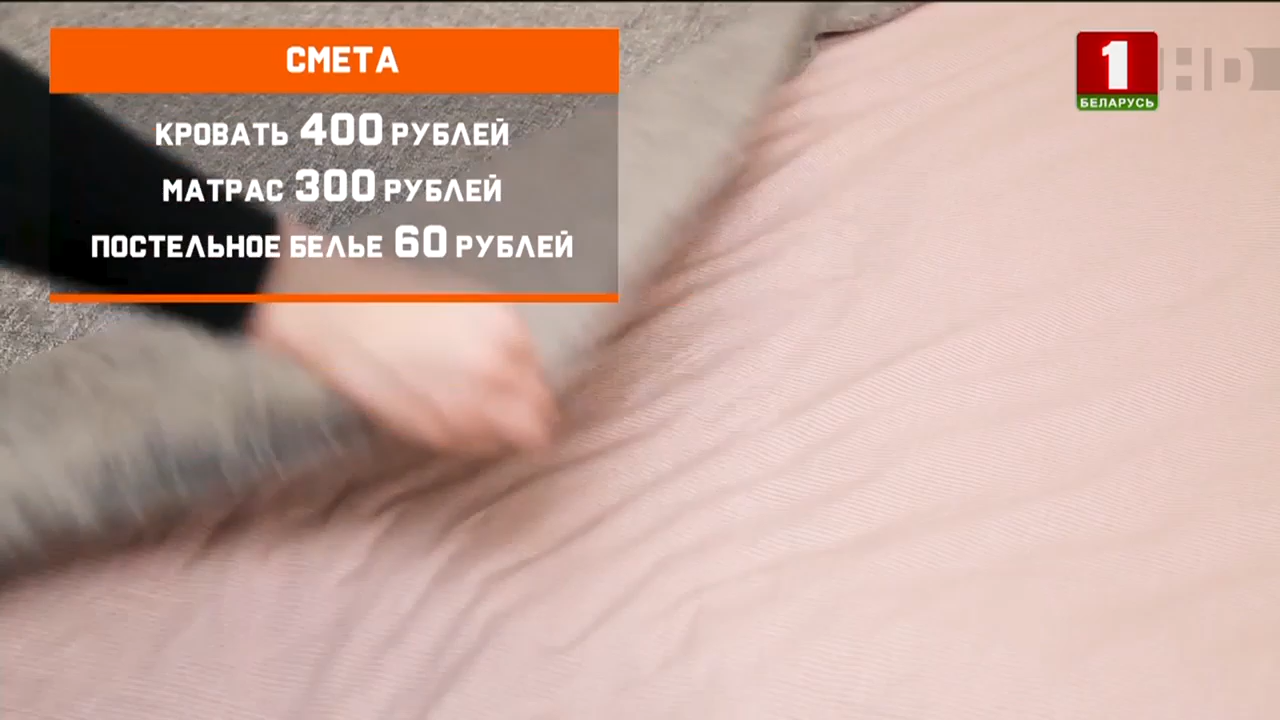 СМЕТА
КРОВАТЬ 400 РУБЛЕЙ
МАТРАС 300 РУБЛЕЙ
ПОСТЕЛЬНОЕ БЕЛЬЕ 60 РУБЛЕЙ
1 HD
БЕЛАРУСЬ